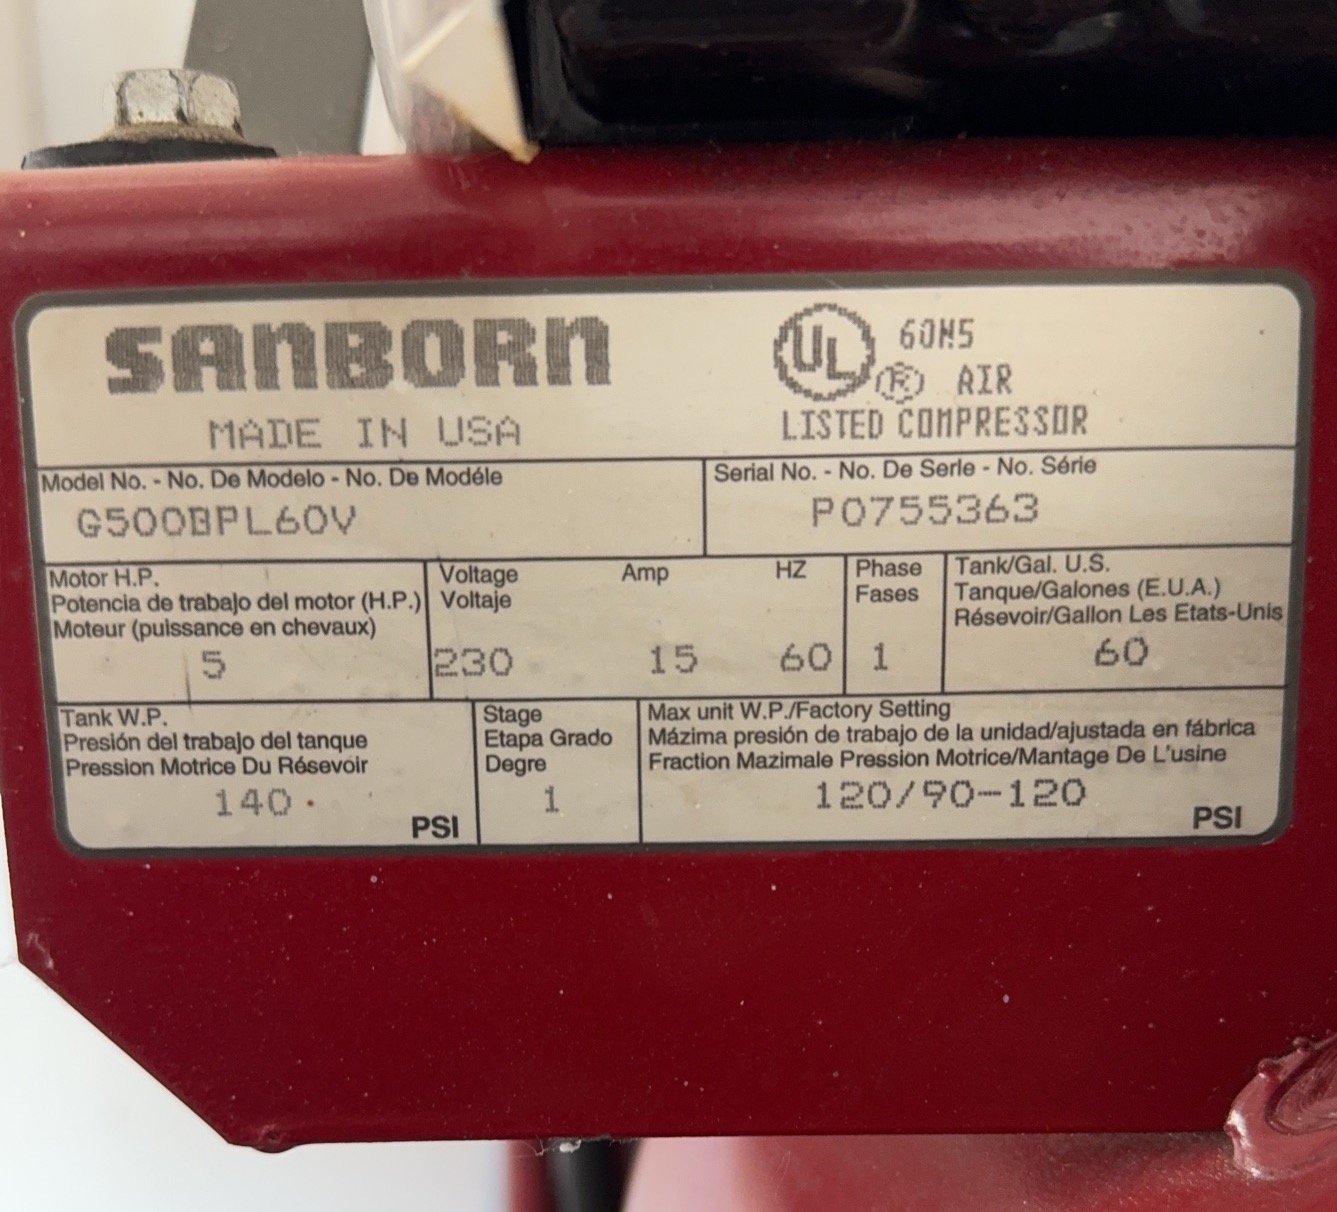 SANBORN
MADE IN USA
UL ® 60N5
AIR
LISTED COMPRESSOR
Model No. - No. De Modelo - No. De Modéle
G500BPL60V
Serial No. - No. De Serle - No. Série
P0755363
Motor H.P.
Potencia de trabajo del motor (H.P.)
Moteur (puissance en chevaux)
5
Voltage Amp HZ
Voltaje
230 15 60
Phase
Fases
1
Tank/Gal. U.S.
Tanque/Galones (E.U.A.)
Résevoir/Gallon Les Etats-Unis
60
Tank W.P.
Presión del trabajo del tanque
Pression Motrice Du Résevoir
140
PSI
Stage
Etapa Grado
Degre
1
Max unit W.P./Factory Setting
Mázima presión de trabajo de la unidad/ajustada en fábrica
Fraction Mazimale Pression Motrice/Mantage De L'usine
120/90-120
PSI